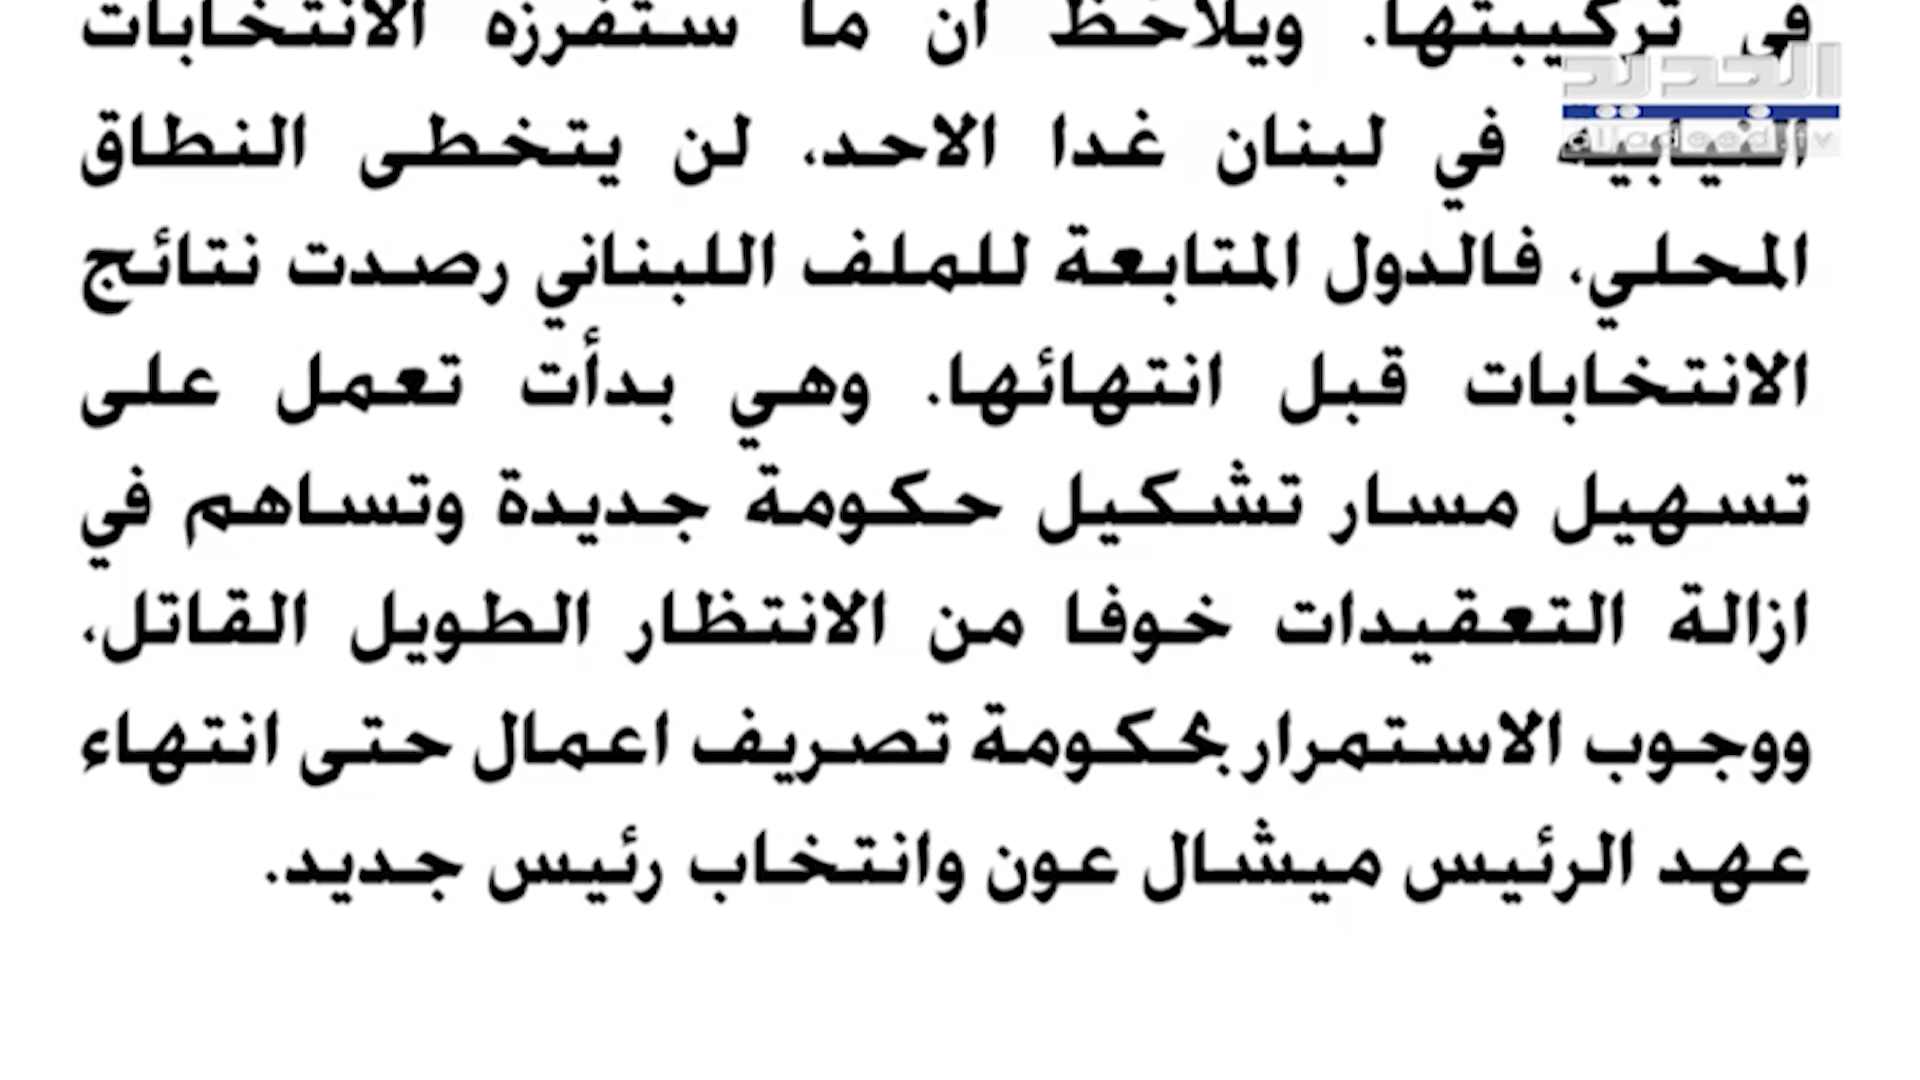 في تركيبتها. ويلاحظ ان ما ستفرزه الانتخابات
الجديد
النيابية في لبنان غدا الاحد، لن يتخطى النطاق
aljadeed.tv
المحلي، فالدول المتابعة للملف اللبناني رصدت نتائج
الانتخابات قبل انتهائها. وهي بدأت تعمل على
تسهيل مسار تشكيل حكومة جديدة وتساهم في
ازالة التعقيدات خوفا من الانتظار الطويل القاتل،
ووجوب الاستمرار بحكومة تصريف اعمال حتى انتهاء
عهد الرئيس ميشال عون وانتخاب رئيس جديد.